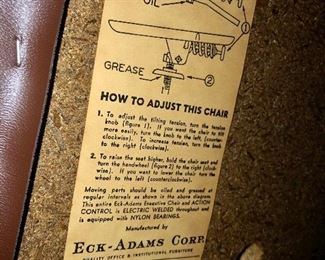 OIL
1
GREASE
2
HOW TO ADJUST THIS CHAIR
1. To adjust the tilting tension, turn the tension
knob (figure 1). If you want the chair to tilt
more easily, turn the knob to the left (counter-
clockwise). To increase tension, turn the knob
to the right (clockwise).
2. To raise the seat higher, hold the chair seat and
turn the handwheel (figure 2) to the right (clock-
wise). If you want to lower the chair turn the
wheel to the left (counterclockwise).
Moving parts should be oiled and greased at
regular intervals as shown in the above diagram.
This entire Eck-Adams Executive Chair and ACTION
CONTROL is ELECTRIC WELDED throughout and
is equipped with NYLON BEARINGS.
Manufactured by
ECK-ADAMS CORP.
QUALITY OFFICE & INSTITUTIONAL FURNITURE